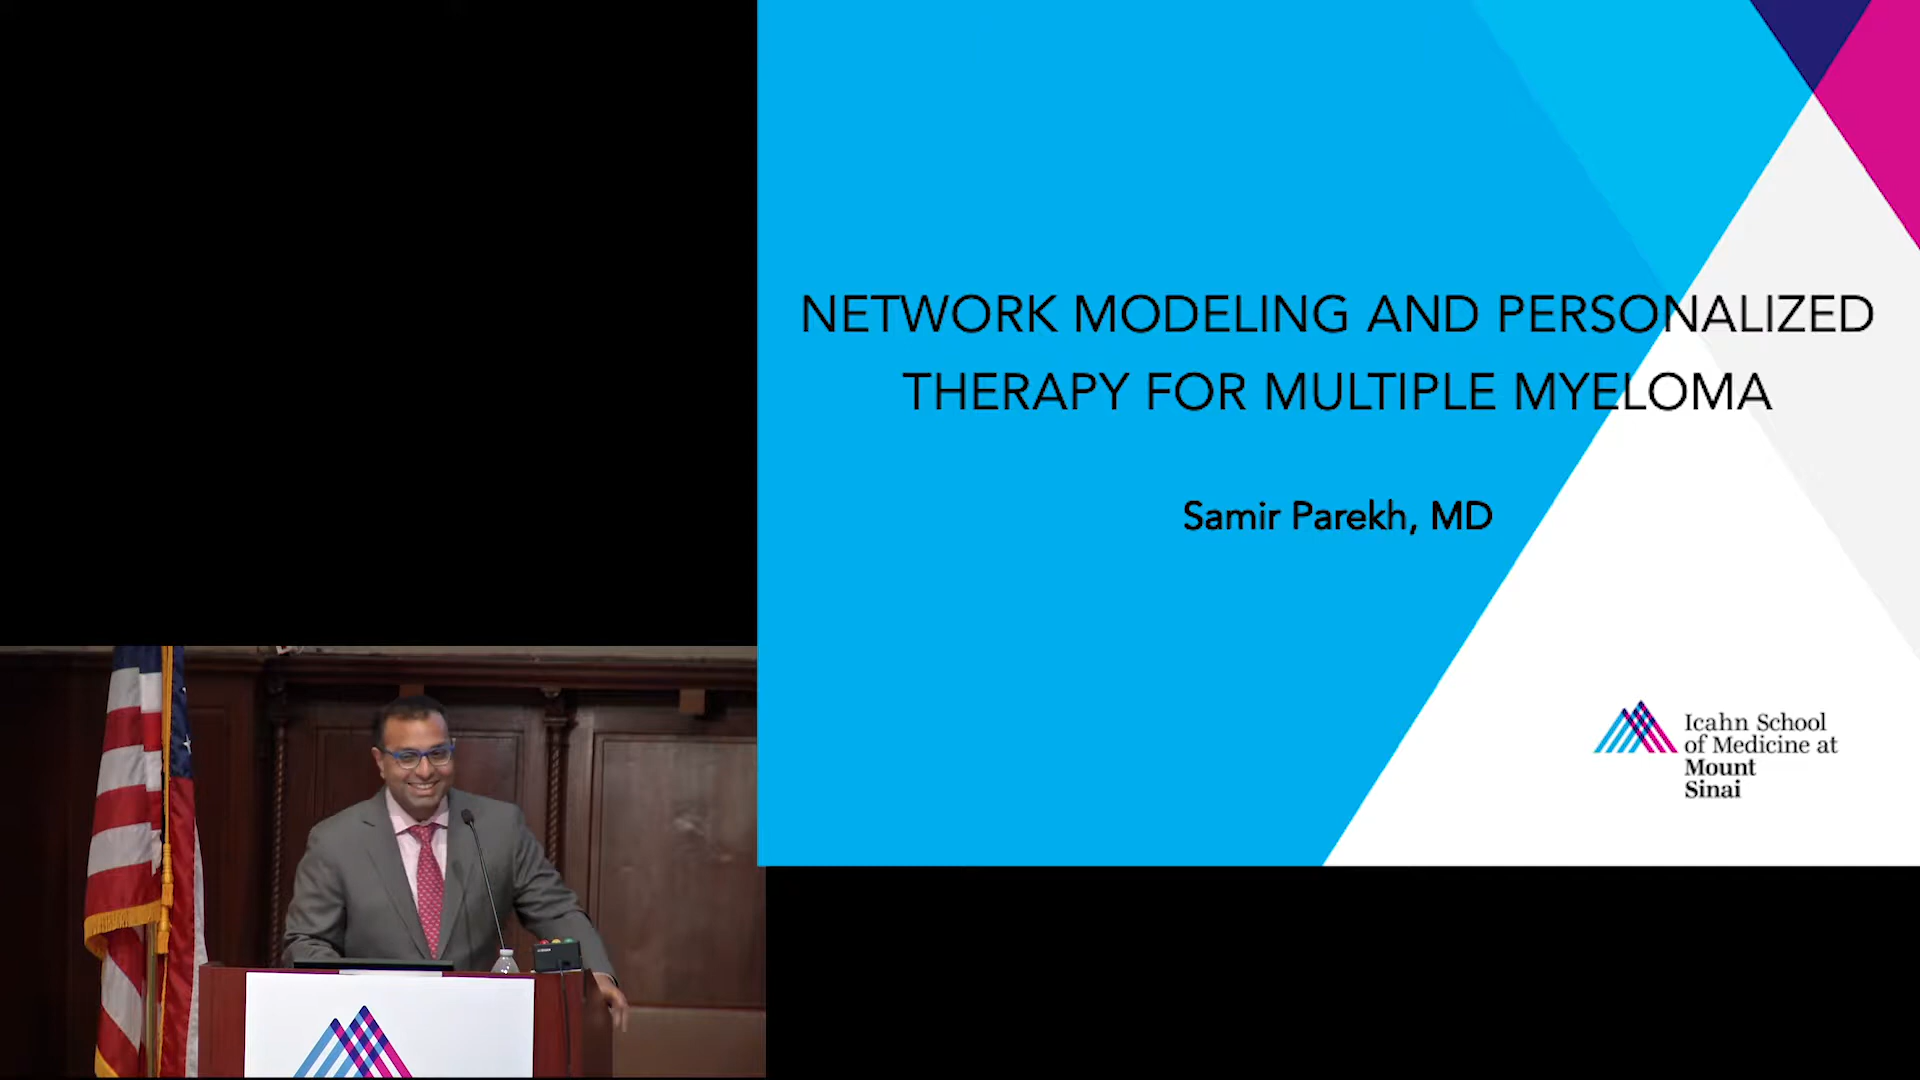 NETWORK MODELING AND PERSONALIZED
THERAPY FOR MULTIPLE MYELOMA
Samir Parekh, MD
Icahn School
of Medicine at
Mount
Sinai